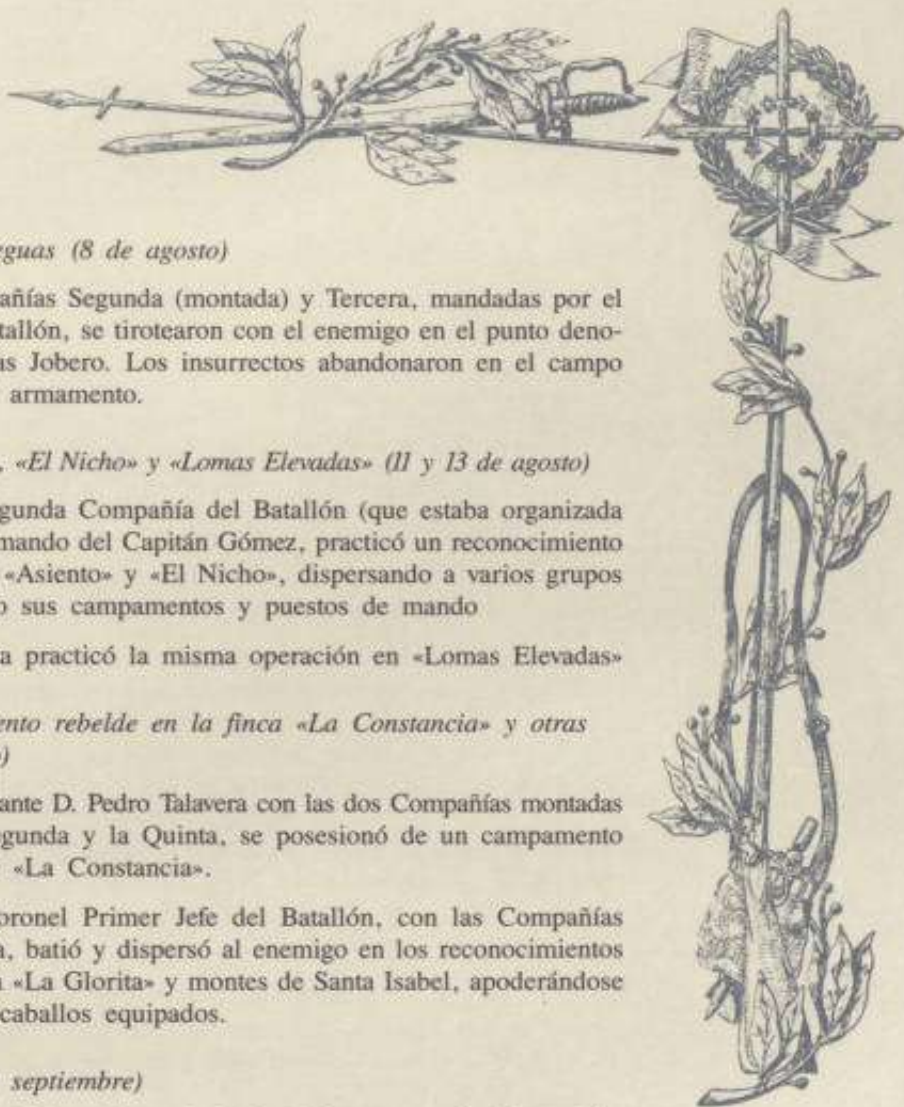 eguas (8 de agosto)
añías Segunda (montada) y Tercera, mandadas por el
tallón, se tirotearon con el enemigo en el punto deno-
as Jobero. Los insurrectos abandonaron en el campo
armamento.
, «El Nicho» y «Lomas Elevadas» (11 y 13 de agosto)
gunda Compañía del Batallón (que estaba organizada
mando del Capitán Gómez, practicó un reconocimiento
«Asiento» y «El Nicho», dispersando a varios grupos
o sus campamentos y puestos de mando
a practicó la misma operación en «Lomas Elevadas»
ento rebelde en la finca «La Constancia» y otras
o)
ante D. Pedro Talavera con las dos Compañías montadas
egunda y la Quinta, se posesionó de un campamento
«La Constancia».
oronel Primer Jefe del Batallón, con las Compañías
a, batió y dispersó al enemigo en los reconocimientos
a «La Glorita» y montes de Santa Isabel, apoderándose
caballos equipados.
septiembre)